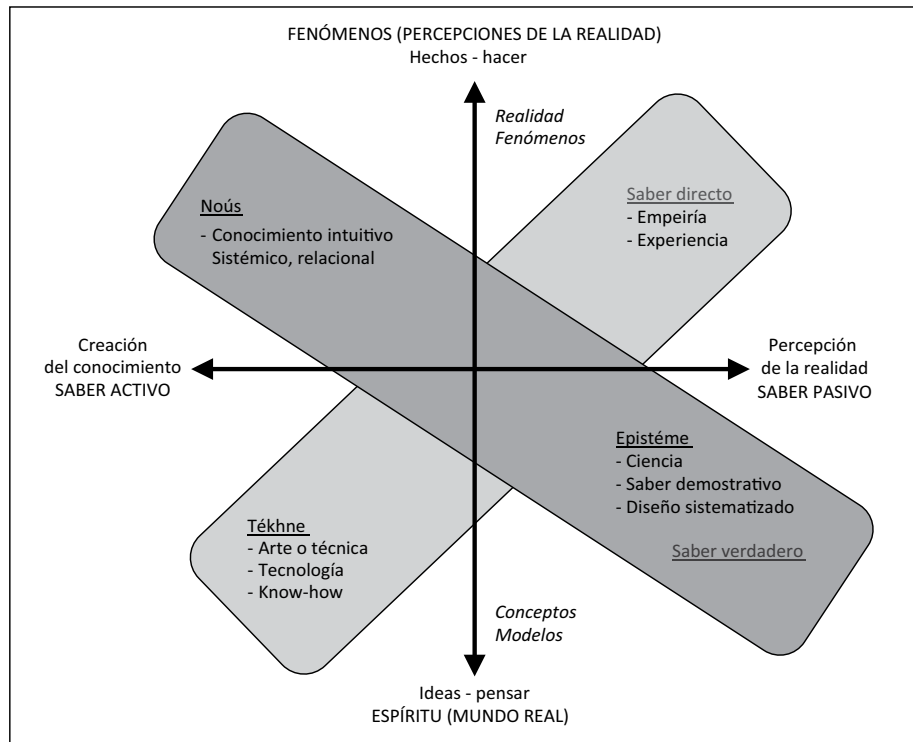 FENÓMENOS (PERCEPCIONES DE LA REALIDAD)
Hechos - hacer
Realidad
Fenómenos
Noús
- Conocimiento intuitivo
Sistémico, relacional
Saber directo
- Empeiría
- Experiencia
Creación
del conocimiento
SABER ACTIVO
Percepción
de la realidad
SABER PASIVO
Epistéme
- Ciencia
- Saber demostrativo
- Diseño sistematizado
Saber verdadero
Tékhne
- Arte o técnica
- Tecnología
- Know-how
Conceptos
Modelos
Ideas - pensar
ESPÍRITU (MUNDO REAL)